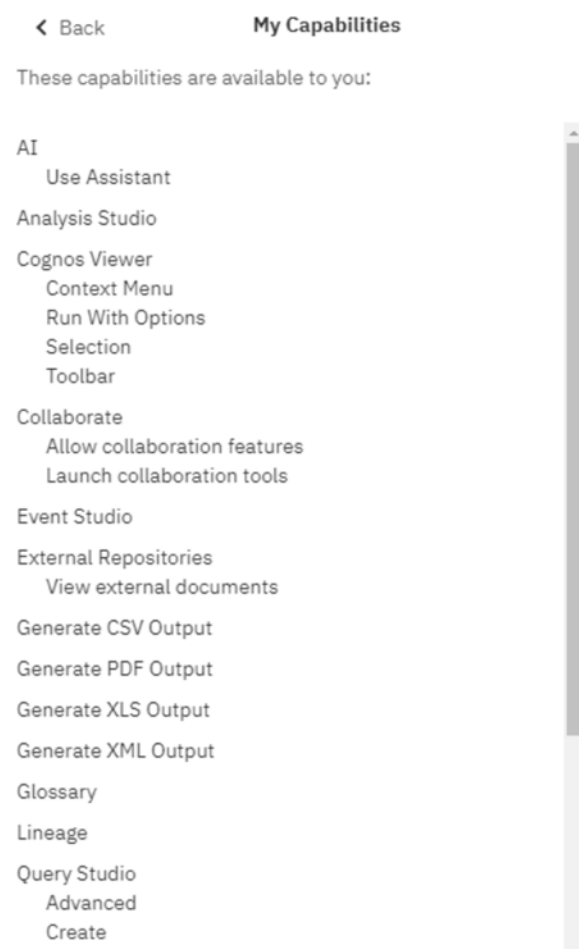 Back
My Capabilities
These capabilities are available to you:
AI
Use Assistant
Analysis Studio
Cognos Viewer
Context Menu
Run With Options
Selection
Toolbar
Collaborate
Allow collaboration features
Launch collaboration tools
Event Studio
External Repositories
View external documents
Generate CSV Output
Generate PDF Output
Generate XLS Output
Generate XML Output
Glossary
Lineage
Query Studio
Advanced
Create